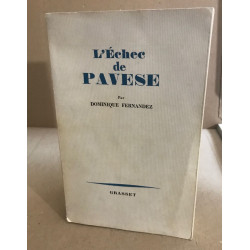 L'Échec
de
PAVESE
Par
DOMINIQUE FERNANDEZ
GRASSET